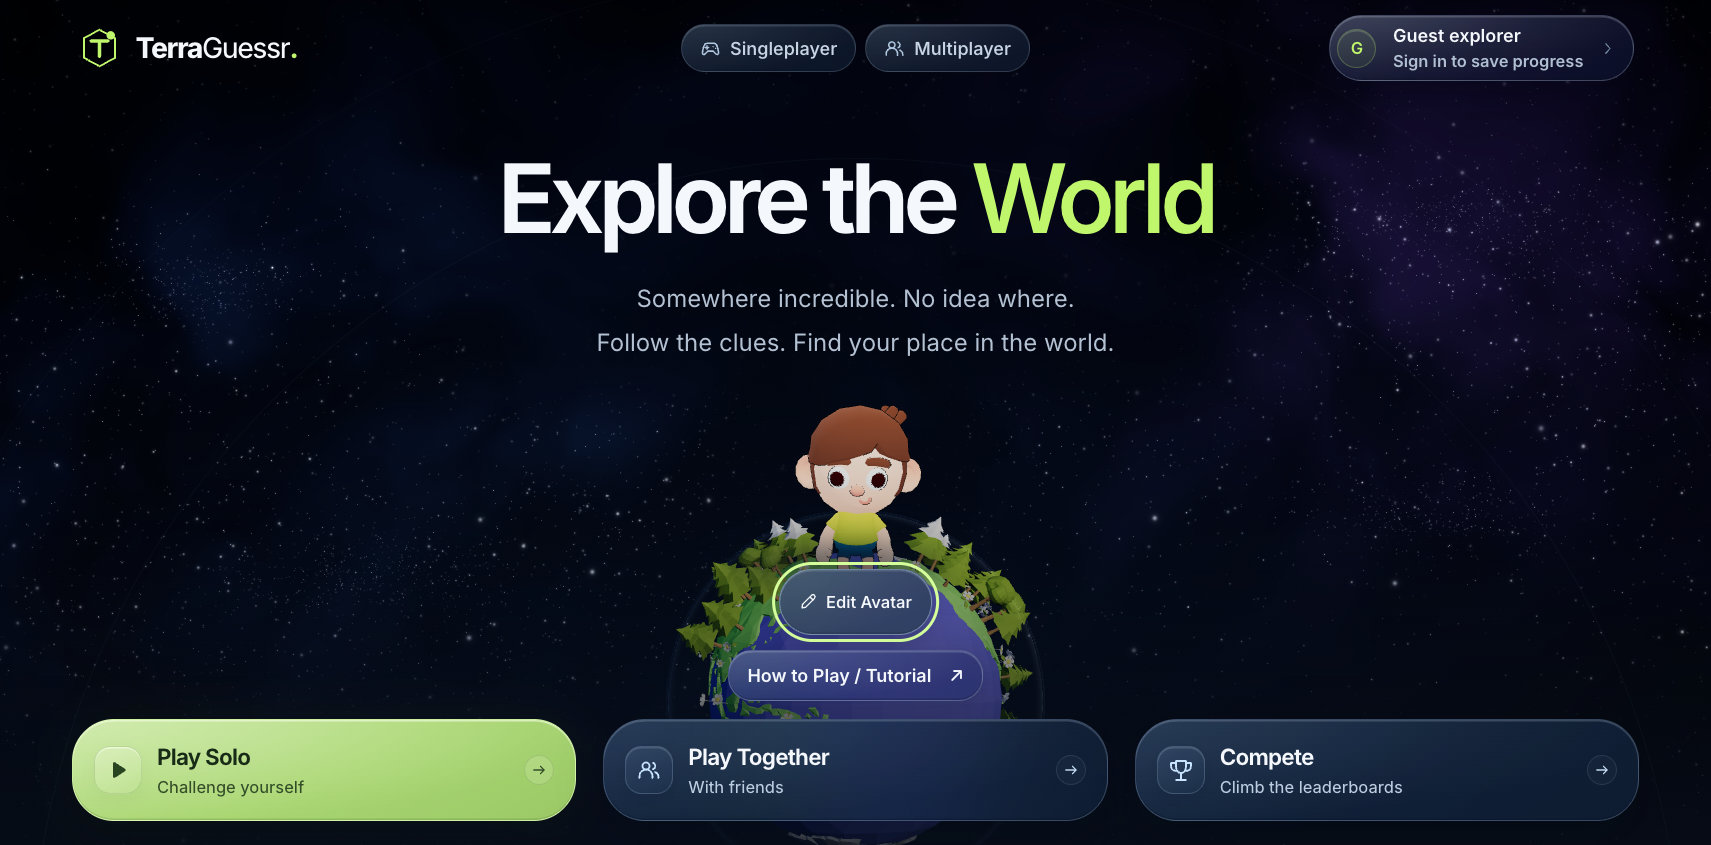 TerraGuessr.
Singleplayer
Multiplayer
G
Guest explorer
Sign in to save progress
Explore the World
Somewhere incredible. No idea where.
Follow the clues. Find your place in the world.
Edit Avatar
How to Play / Tutorial
Play Solo
Challenge yourself
Play Together
With friends
Compete
Climb the leaderboards